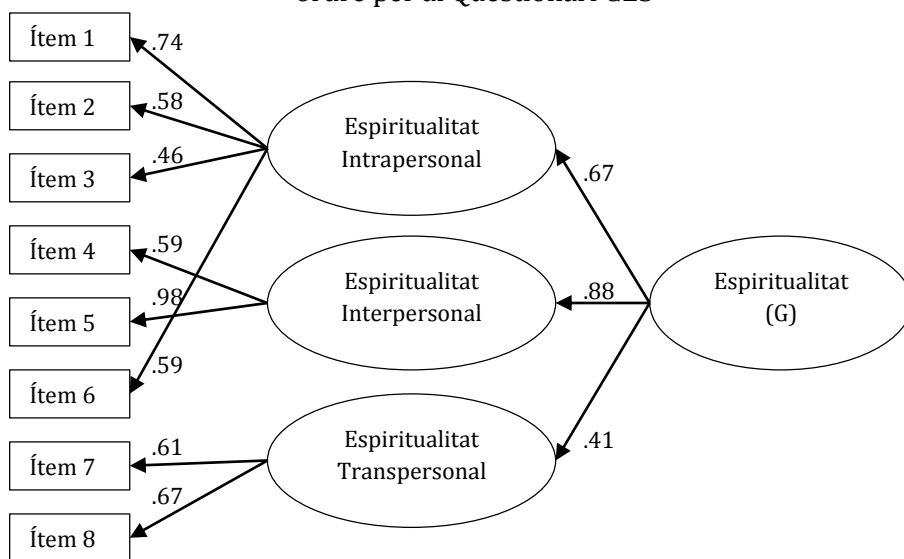 ordre per al Qüestionari GES
Ítem 1
.74
Ítem 2
.58
Ítem 3
.46
Ítem 4
.59
Ítem 5
.98
Ítem 6
.59
Ítem 7
.61
Ítem 8
.67
Espiritualitat
Intrapersonal
Espiritualitat
Interpersonal
Espiritualitat
Transpersonal
.67
.88
.41
Espiritualitat
(G)